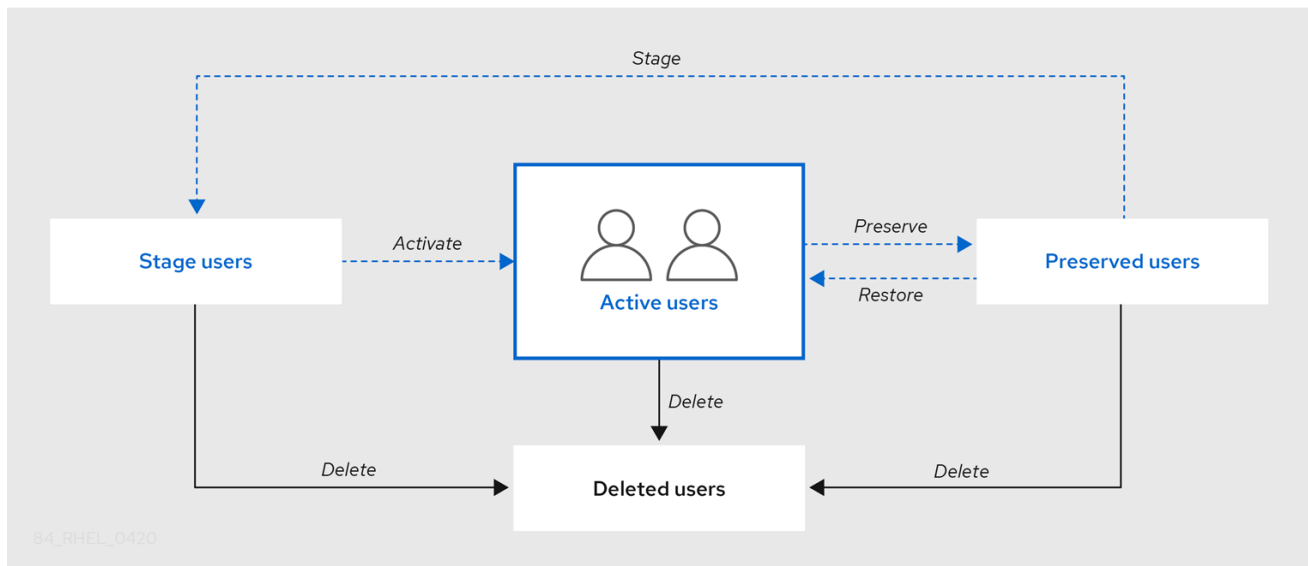 Stage
Stage users
Activate
Active users
Preserve
Restore
Preserved users
Delete
Delete
Deleted users
Delete
84_RHEL_0420